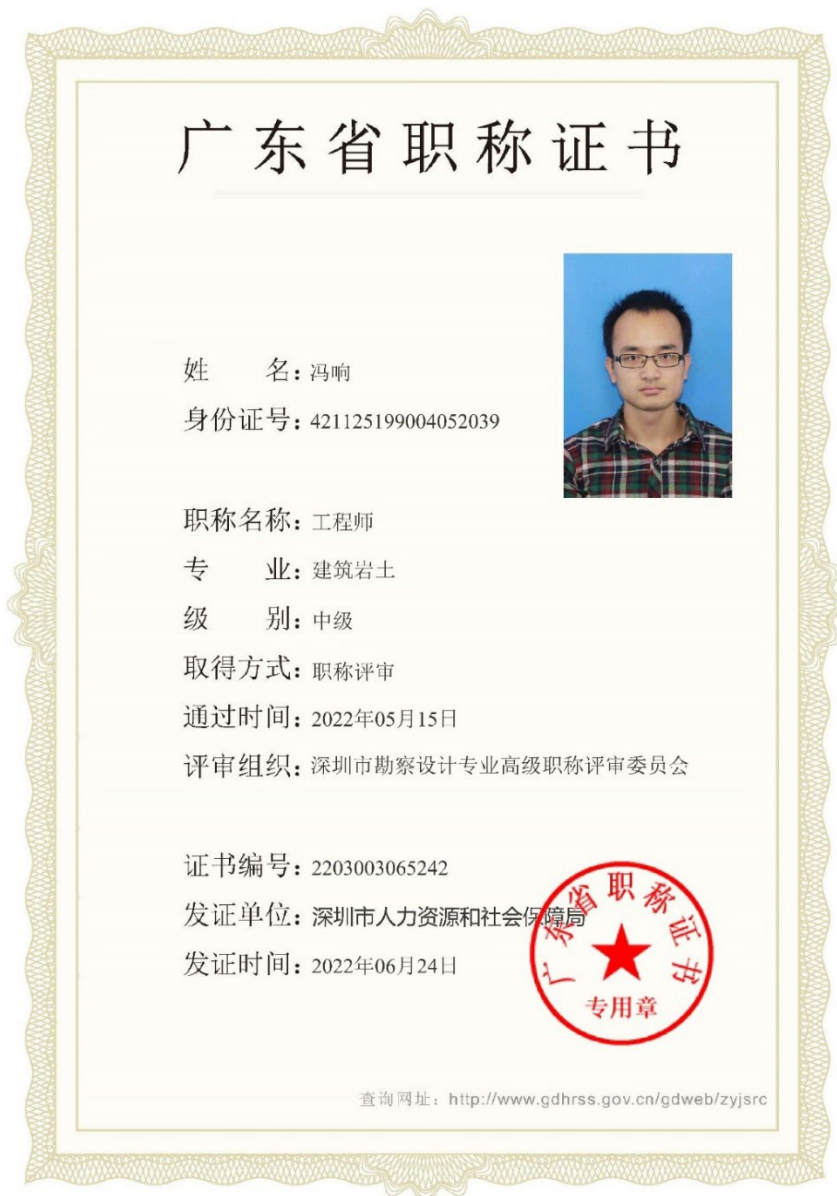 广东省职称证书
姓 名：冯响
身份证号：421125199004052039
职称名称：工程师
专 业：建筑岩土
级 别：中级
取得方式：职称评审
通过时间：2022年05月15日
评审组织：深圳市勘察设计专业高级职称评审委员会
证书编号：2203003065242
发证单位：深圳市人力资源和社会保障局
发证时间：2022年06月24日
广东省职称证书
专用章
查询网址：http://www.gdhrss.gov.cn/gdweb/zyjsrc